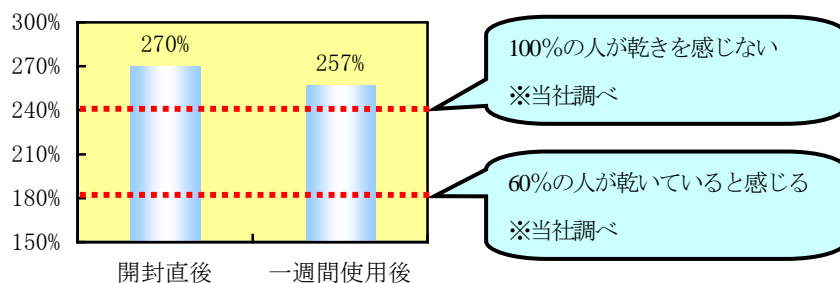 300%
270%
240%
210%
180%
150%
270%
257%
開封直後
一週間使用後
100%の人が乾きを感じない
※当社調べ
60%の人が乾いていると感じる
※当社調べ